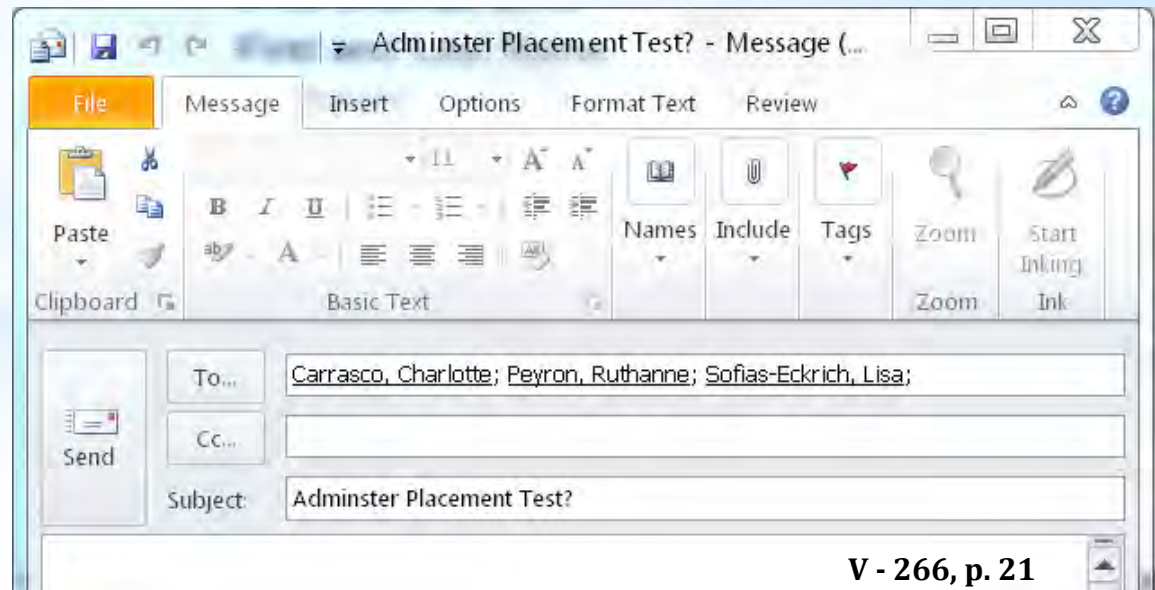 Adminster Placement Test? - Message (...
File Message Insert Options Format Text Review
11 A A
B I U
Paste
ab A
Names Include Tags Zoom Start Inking
Clipboard Basic Text Zoom Ink
To... Carrasco, Charlotte; Peyron, Ruthanne; Sofias-Eckrich, Lisa;
Cc...
Send
Subject: Adminster Placement Test?
V - 266, p. 21